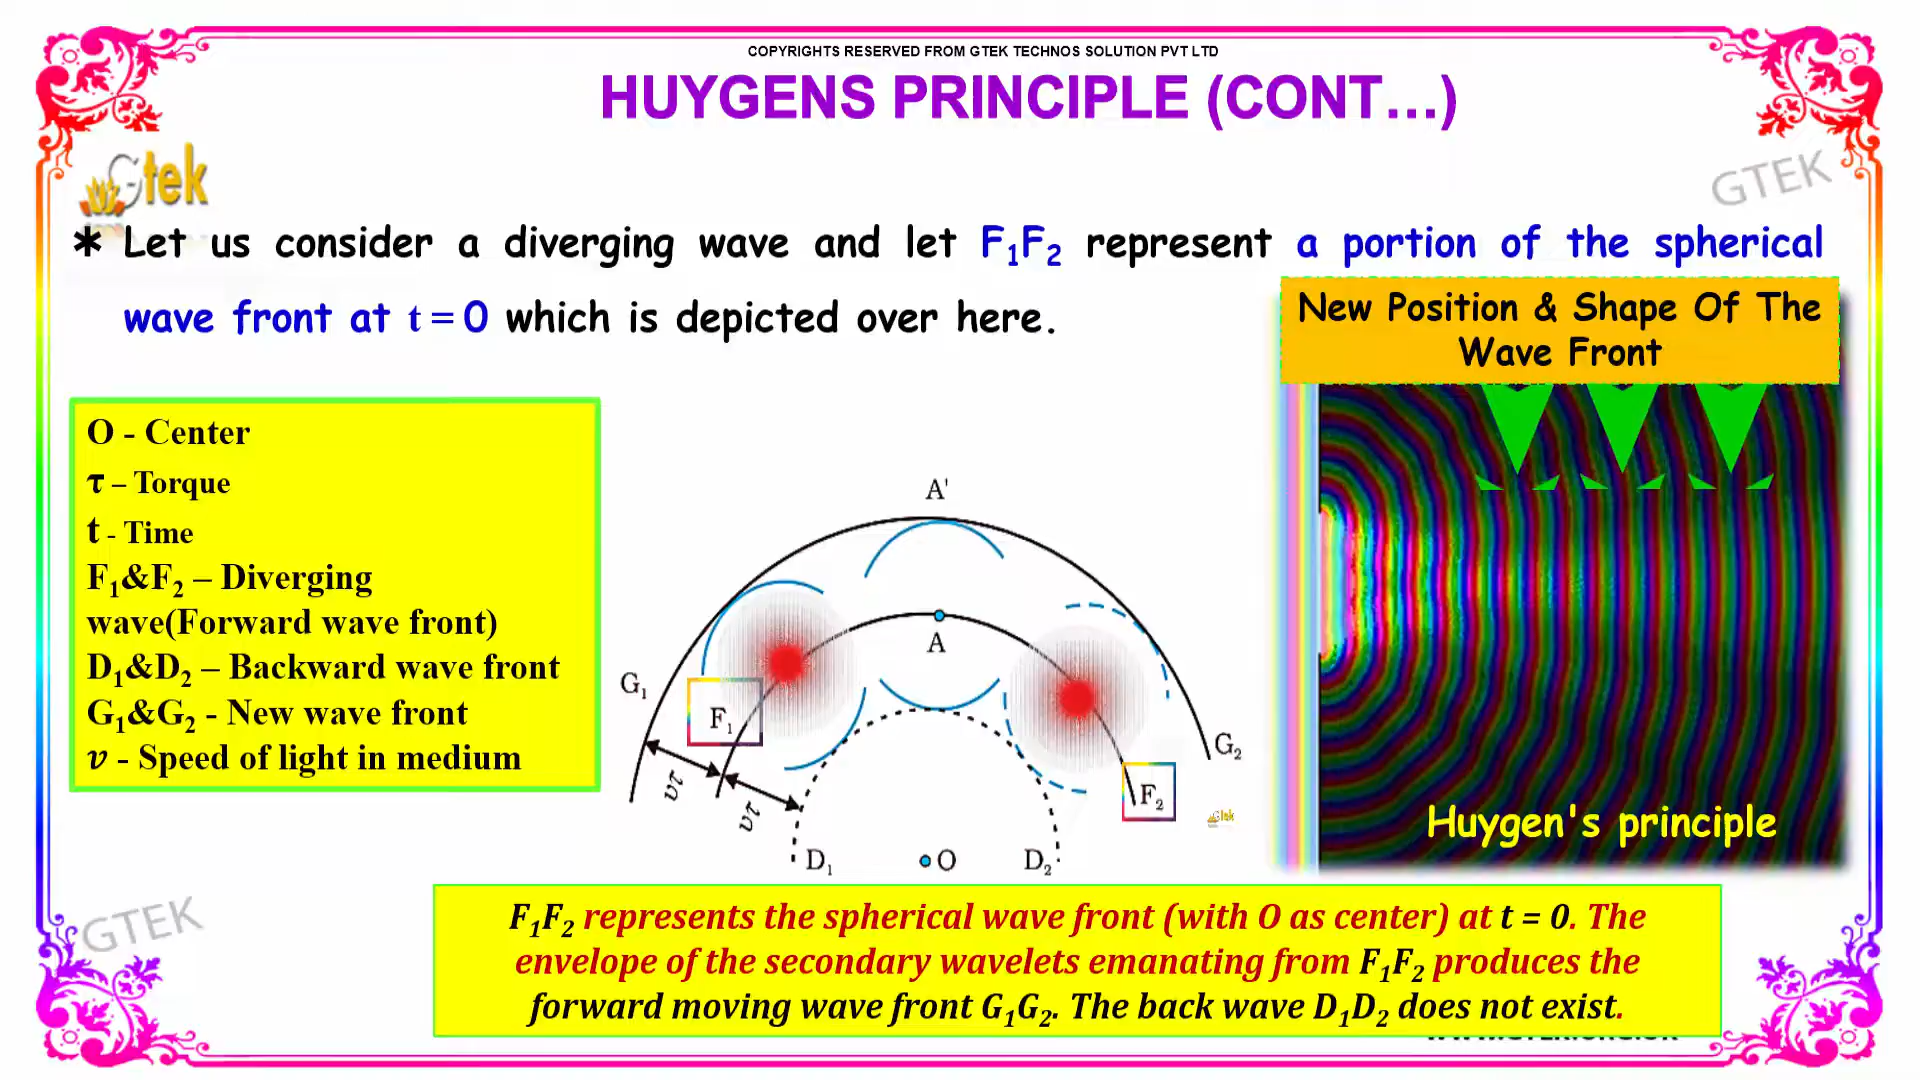 COPYRIGHTS RESERVED FROM GTEK TECHNOS SOLUTION PVT LTD
HUYGENS PRINCIPLE (CONT...)
Gtek
GTEK
* Let us consider a diverging wave and let F₁F₂ represent a portion of the spherical
wave front at t = 0 which is depicted over here.
New Position & Shape Of The
Wave Front
O - Center
τ – Torque
t - Time
F₁&F₂ – Diverging
wave(Forward wave front)
D₁&D₂ – Backward wave front
G₁&G₂ - New wave front
v - Speed of light in medium
A'
A
G₁
F₁
G₂
F₂
vτ
vτ
D₁
O
D₂
Gtek
Huygen's principle
GTEK
F₁F₂ represents the spherical wave front (with O as center) at t = 0. The
envelope of the secondary wavelets emanating from F₁F₂ produces the
forward moving wave front G₁G₂. The back wave D₁D₂ does not exist.